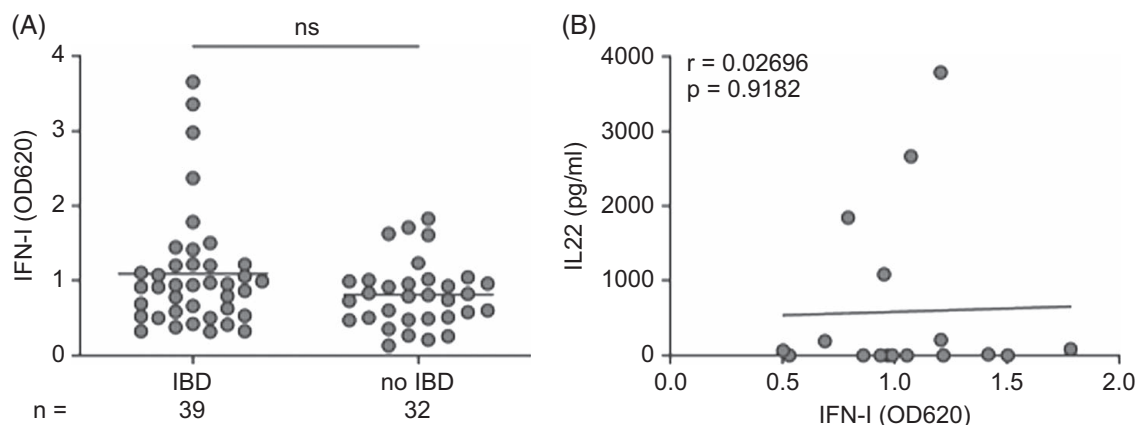 (A)
ns
4
3
2
1
0
IFN-I (OD620)
IBD
no IBD
n =
39
32
(B)
r = 0.02696
p = 0.9182
4000
3000
2000
1000
0
IL22 (pg/ml)
0.0
0.5
1.0
1.5
2.0
IFN-I (OD620)